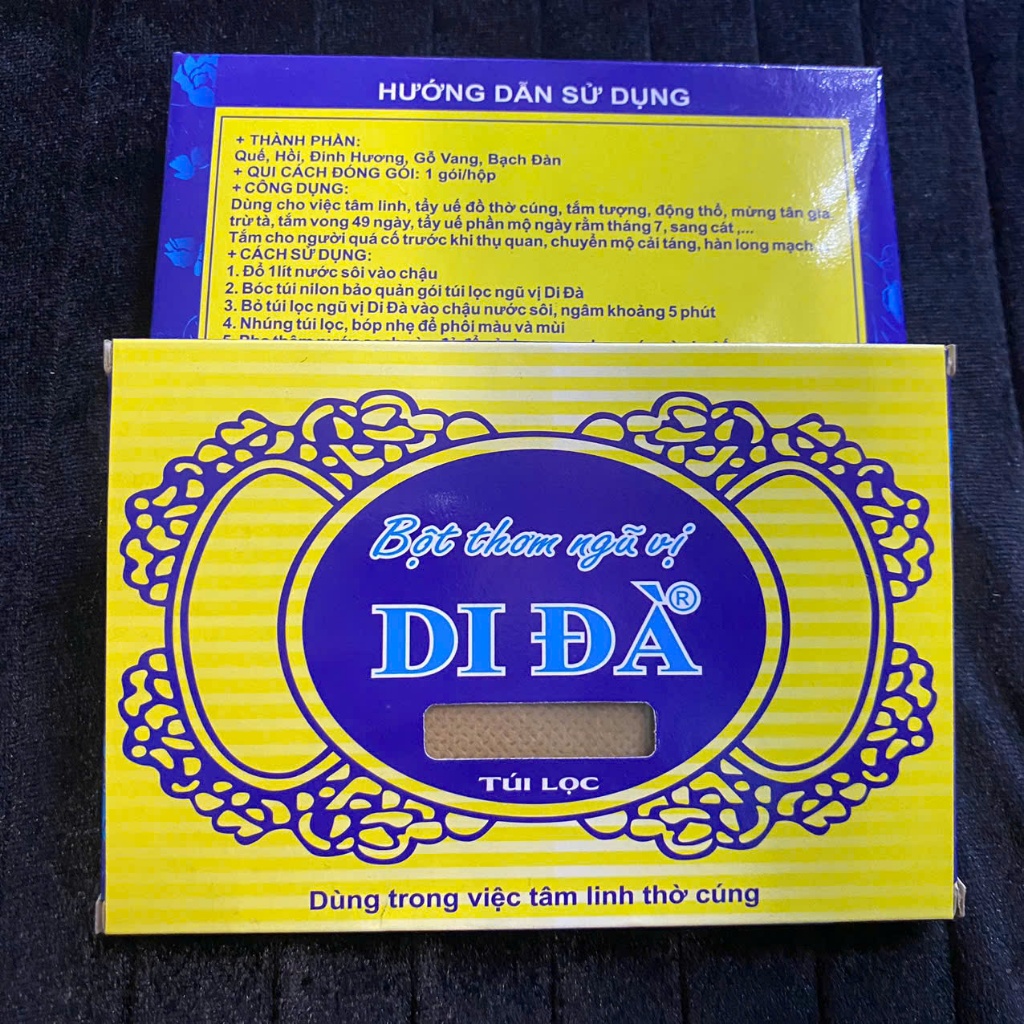 HƯỚNG DẪN SỬ DỤNG
+ THÀNH PHẦN:
Quế, Hồi, Đinh Hương, Gỗ Vang, Bạch Đàn
+ QUI CÁCH ĐÓNG GÓI: 1 gói/hộp
+ CÔNG DỤNG:
Dùng cho việc tâm linh, tẩy uế đồ thờ cúng, tắm tượng, động thổ, mừng tân gia
trừ tà, tắm vong 49 ngày, tẩy uế phần mộ ngày rằm tháng 7, sang cát ,...
Tắm cho người quá cố trước khi thụ quan, chuyển mộ cải táng, hàn long mạch
+ CÁCH SỬ DỤNG:
1. Đổ 1lít nước sôi vào chậu
2. Bóc túi nilon bảo quản gói túi lọc ngũ vị Di Đà
3. Bỏ túi lọc ngũ vị Di Đà vào chậu nước sôi, ngâm khoảng 5 phút
4. Nhúng túi lọc, bóp nhẹ để phôi màu và mùi
Bột thơm ngũ vị
DI ĐÀ®
TÚI LỌC
Dùng trong việc tâm linh thờ cúng